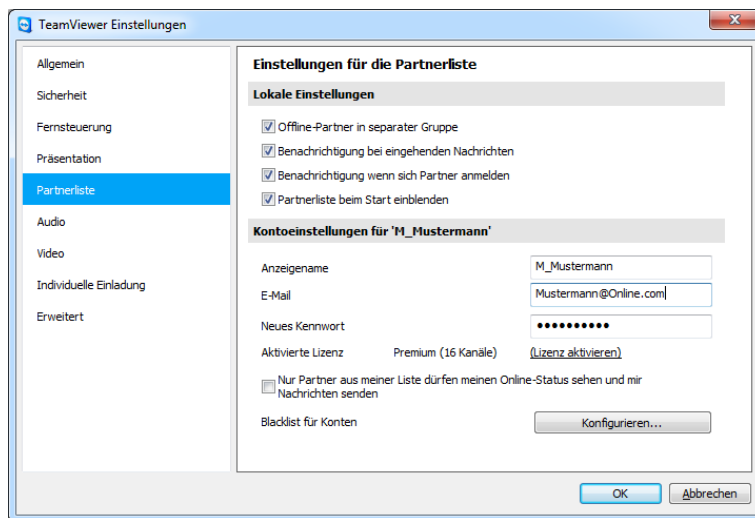 TeamViewer Einstellungen
Allgemein
Sicherheit
Fernsteuerung
Präsentation
Partnerliste
Audio
Video
Individuelle Einladung
Erweitert
Einstellungen für die Partnerliste
Lokale Einstellungen
Offline-Partner in separater Gruppe
Benachrichtigung bei eingehenden Nachrichten
Benachrichtigung wenn sich Partner anmelden
Partnerliste beim Start einblenden
Kontoeinstellungen für 'M_Mustermann'
Anzeigename M_Mustermann
E-Mail Mustermann@Online.com
Neues Kennwort ••••••••••
Aktivierte Lizenz Premium (16 Kanäle) (Lizenz aktivieren)
Nur Partner aus meiner Liste dürfen meinen Online-Status sehen und mir
Nachrichten senden
Blacklist für Konten Konfigurieren...
OK Abbrechen